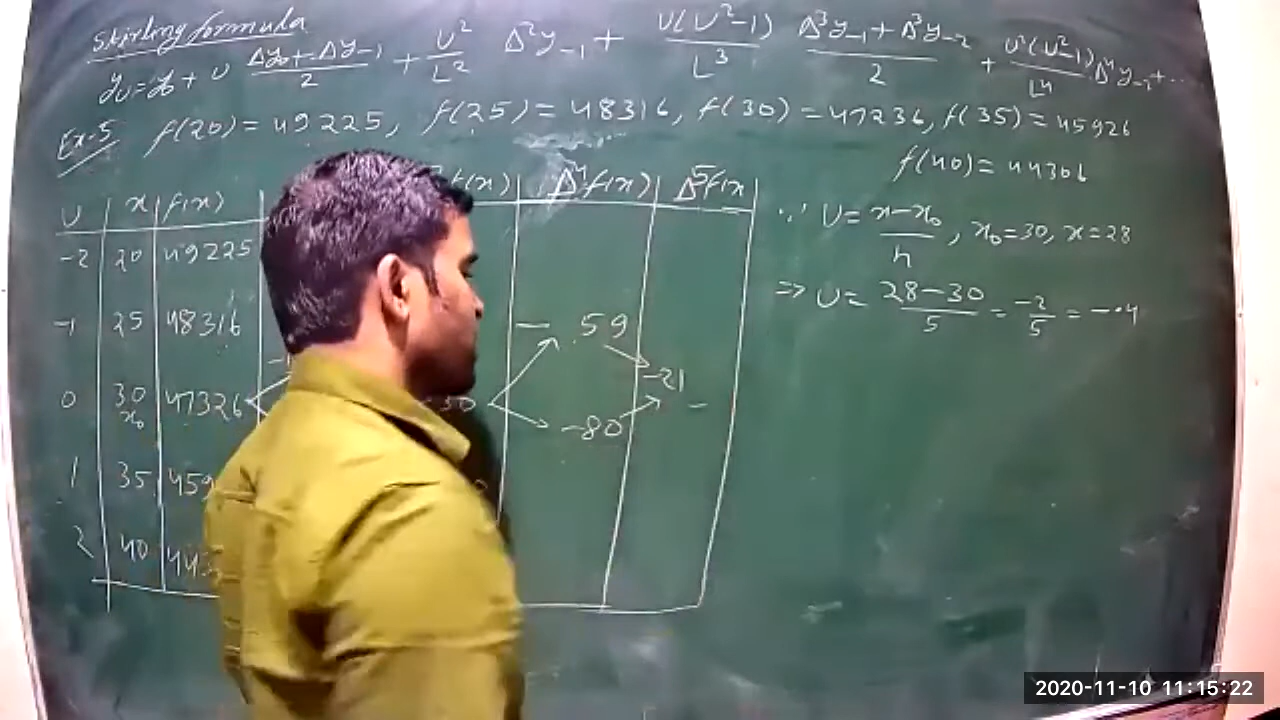 Stirling formula
yᵤ = y₀ + u (Δy₀ + Δy₋₁)/2 + u²/L2 Δ²y₋₁ + u(u²-1)/L3 (Δ³y₋₁ + Δ³y₋₂)/2 + u²(u²-1)/L4 Δ⁴y₋₂ + ...
Ex-5 f(20) = 49225, f(25) = 48316, f(30) = 47236, f(35) = 45926
f(40) = 44306
u x f(x) f(x) Δ⁴f(x) Δ⁵f(x
-2 20 49225
-1 25 48316 59
-21
0 30 47326 -30 -80
x₀
1 35 459
2 40 443
∵ u = (x-x₀)/h, x₀=30, x=28
⇒ u = (28-30)/5 = -2/5 = -.4
2020-11-10 11:15:22